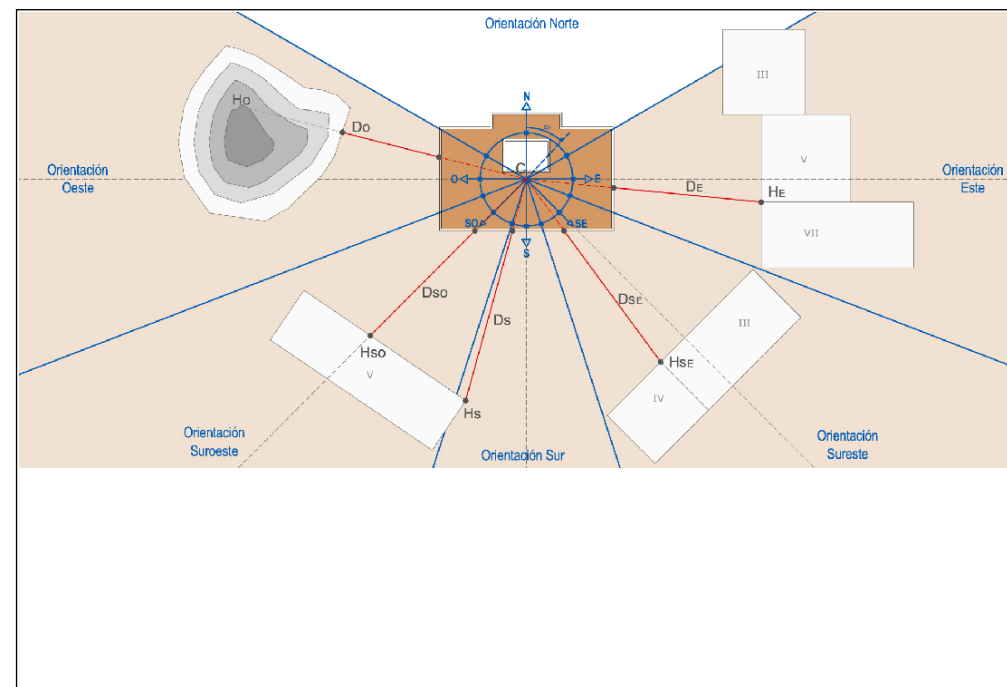 Orientación Norte
III
Ho
N
Do
V
C
Orientación
Oeste
O
E
DE
HE
Orientación
Este
SO
SE
S
VII
Dso
Ds
DSE
III
Hso
HSE
V
Hs
IV
Orientación
Suroeste
Orientación Sur
Orientación
Sureste